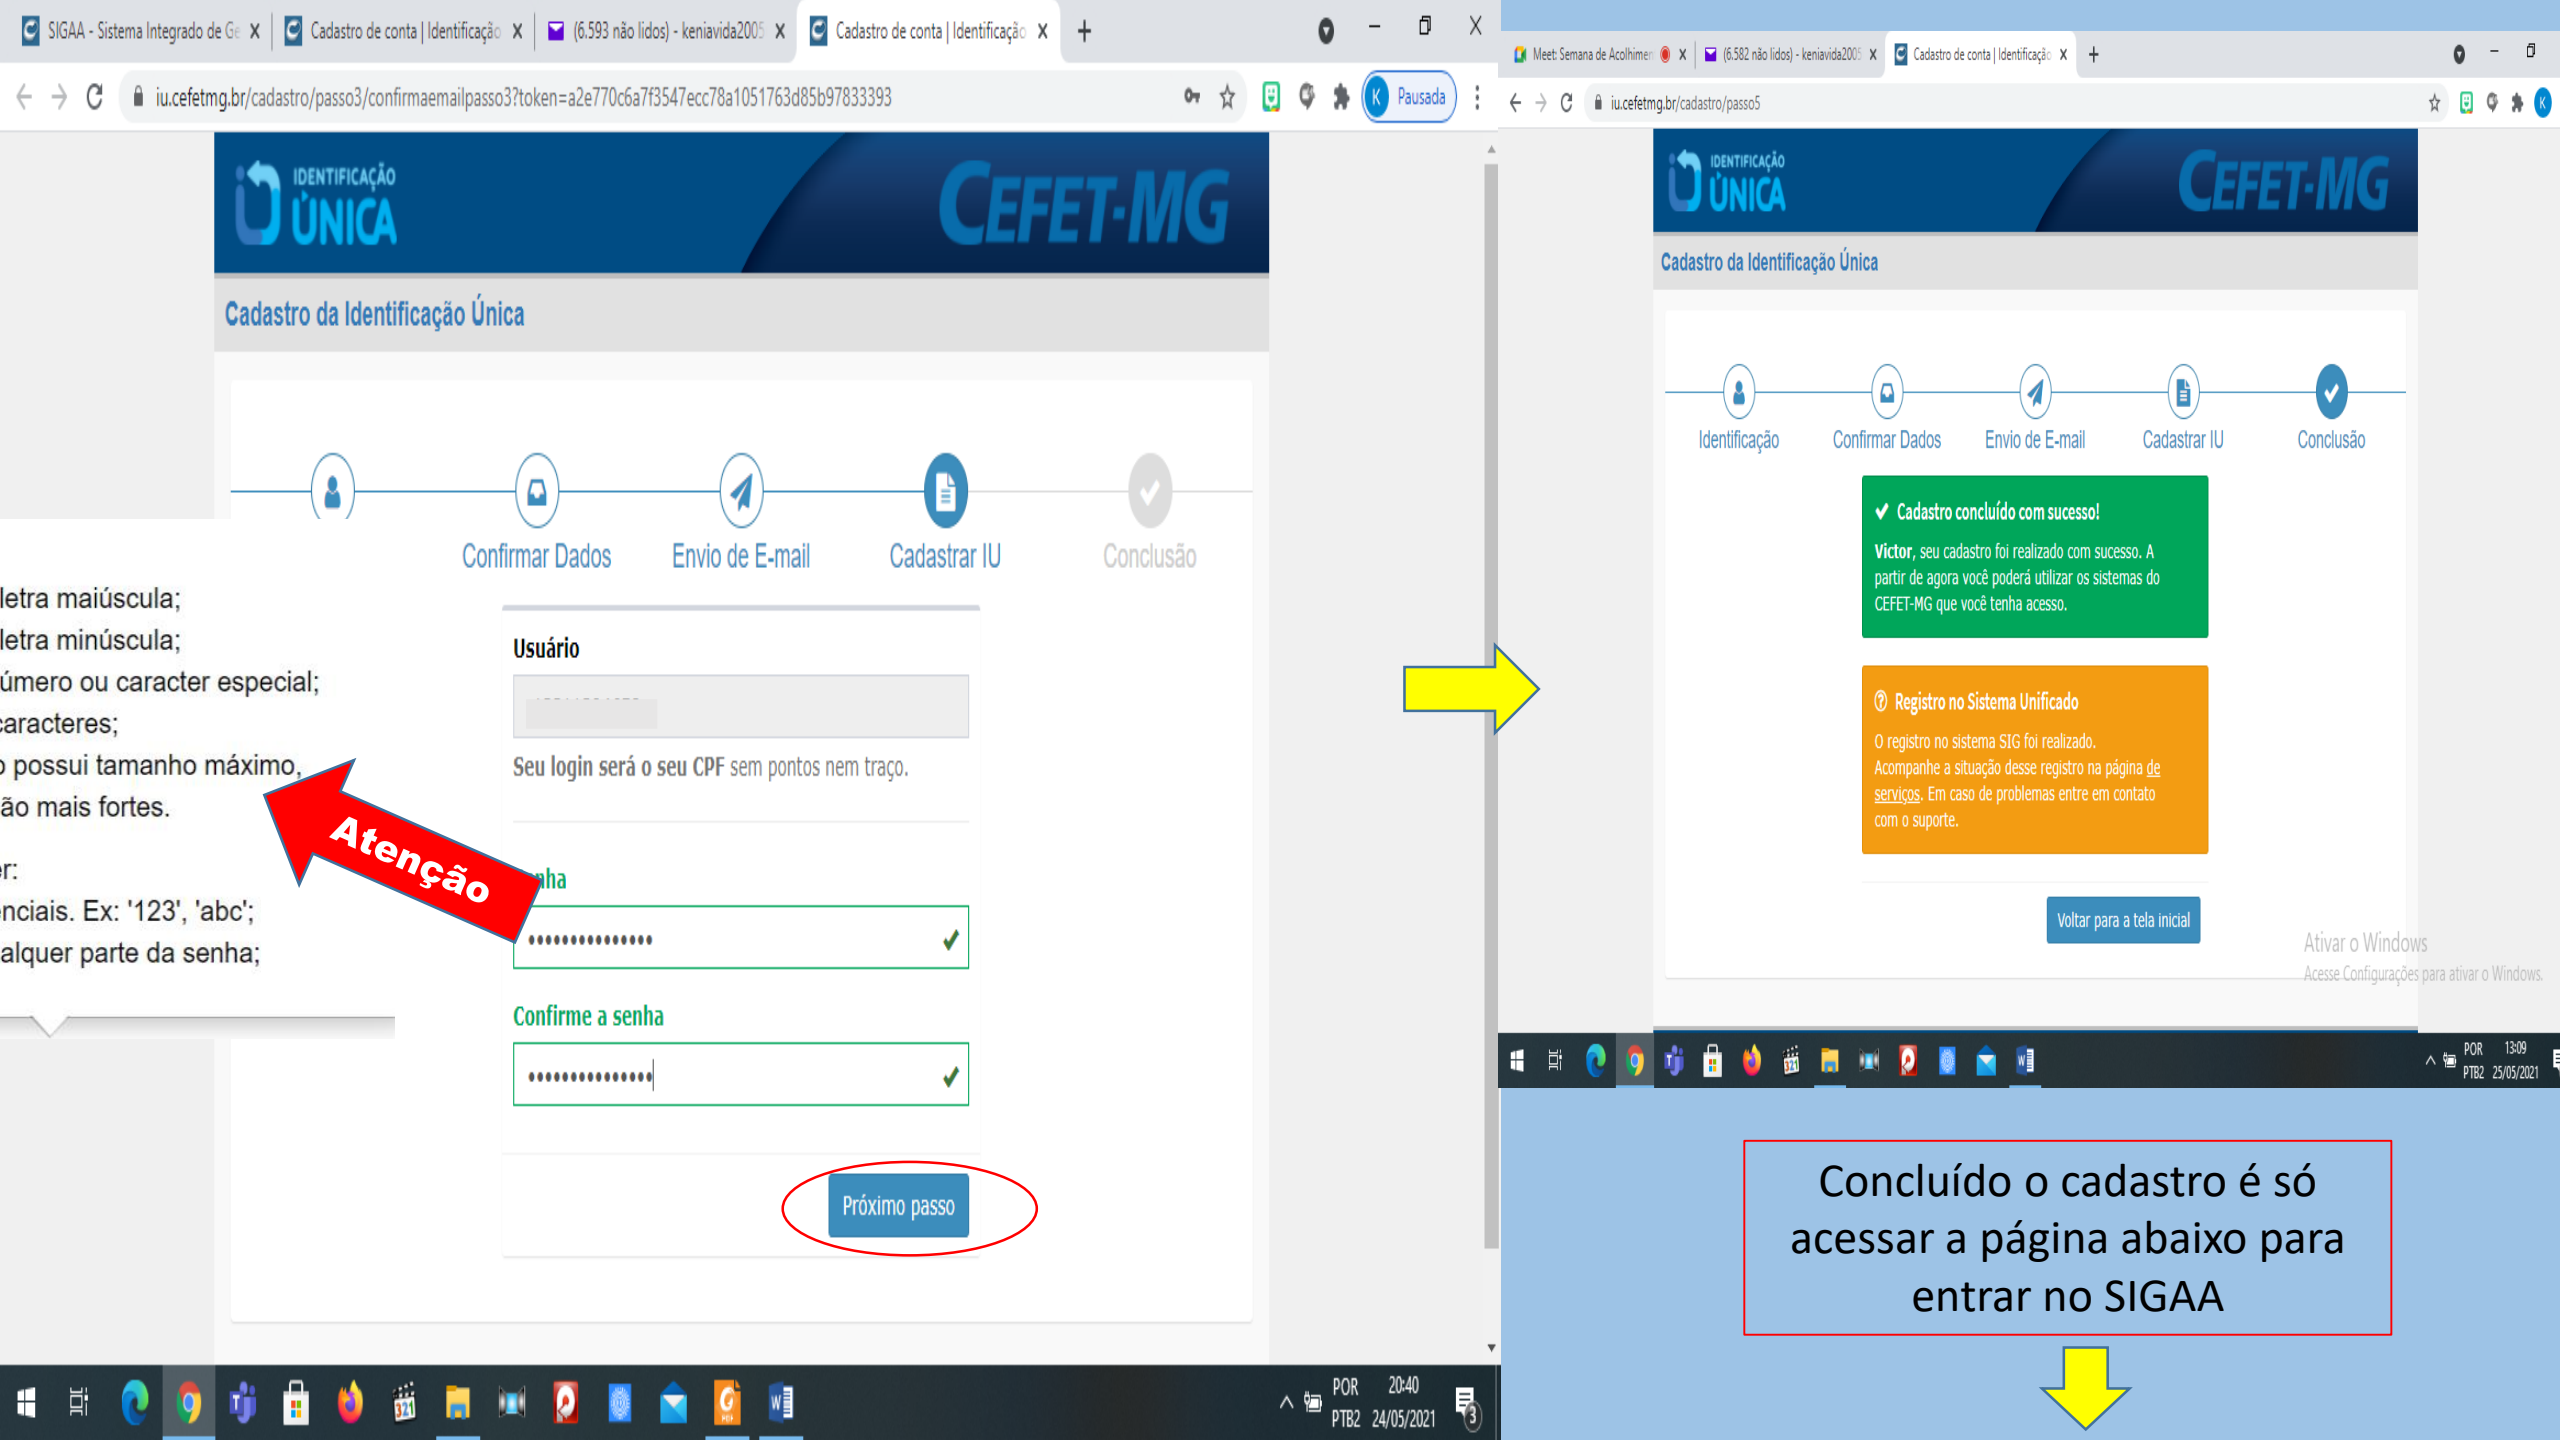 SIGAA - Sistema Integrado de Ge
Cadastro de conta | Identificação
(6.593 não lidos) - keniavida2005
Cadastro de conta | Identificação
iu.cefetmg.br/cadastro/passo3/confirmaemailpasso3?token=a2e770c6a7f3547ecc78a1051763d85b97833393
K Pausada
IDENTIFICAÇÃO
ÚNICA
CEFET-MG
Cadastro da Identificação Única
Confirmar Dados
Envio de E-mail
Cadastrar IU
Conclusão
letra maiúscula;
letra minúscula;
úmero ou caracter especial;
caracteres;
o possui tamanho máximo,
ão mais fortes.
er:
enciais. Ex: '123', 'abc';
alquer parte da senha;
Atenção
Usuário
Seu login será o seu CPF sem pontos nem traço.
nha
Confirme a senha
Próximo passo
POR 20:40
PTB2 24/05/2021
3
Meet: Semana de Acolhimen
(6.582 não lidos) - keniavida2005
Cadastro de conta | Identificação
iu.cefetmg.br/cadastro/passo5
K
IDENTIFICAÇÃO
ÚNICA
CEFET-MG
Cadastro da Identificação Única
Identificação
Confirmar Dados
Envio de E-mail
Cadastrar IU
Conclusão
Cadastro concluído com sucesso!
Victor, seu cadastro foi realizado com sucesso. A
partir de agora você poderá utilizar os sistemas do
CEFET-MG que você tenha acesso.
Registro no Sistema Unificado
O registro no sistema SIG foi realizado.
Acompanhe a situação desse registro na página de
serviços. Em caso de problemas entre em contato
com o suporte.
Voltar para a tela inicial
Ativar o Windows
Acesse Configurações para ativar o Windows.
POR 13:09
PTB2 25/05/2021
Concluído o cadastro é só
acessar a página abaixo para
entrar no SIGAA